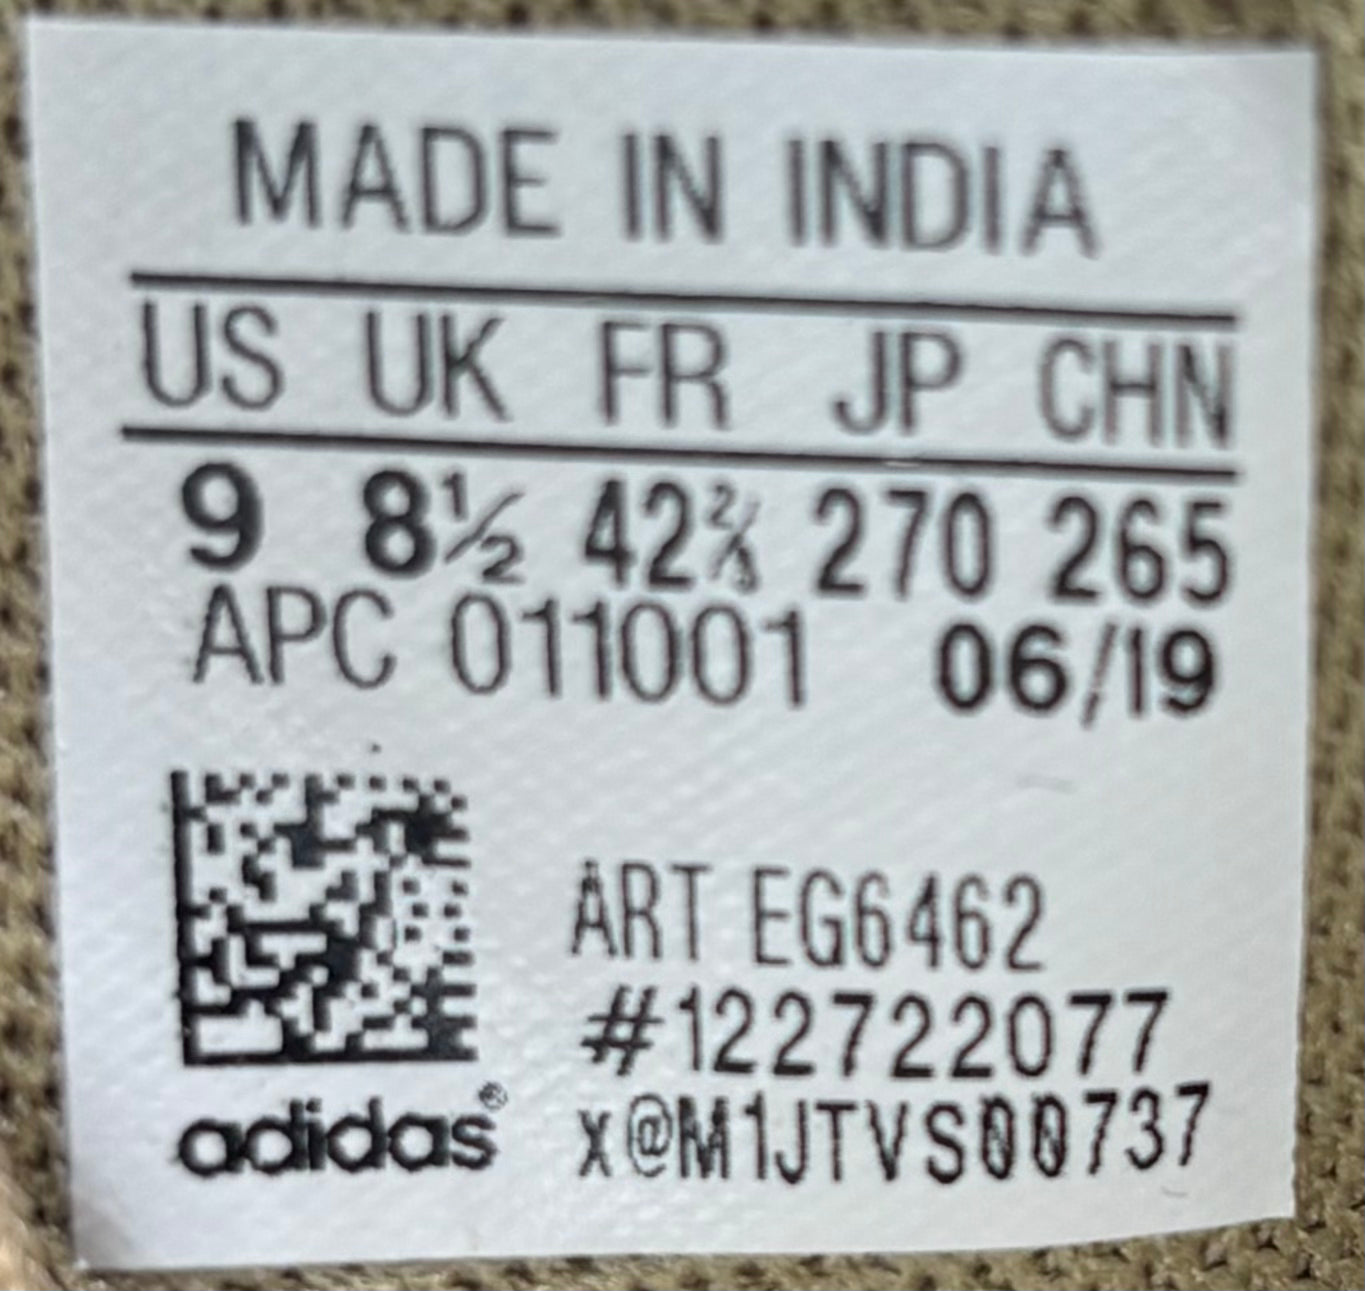 MADE IN INDIA
US UK FR JP CHN
9 8½ 42⅔ 270 265
APC 011001 06/19
ART EG6462
#122722077
adidas® x@M1JTVS00737